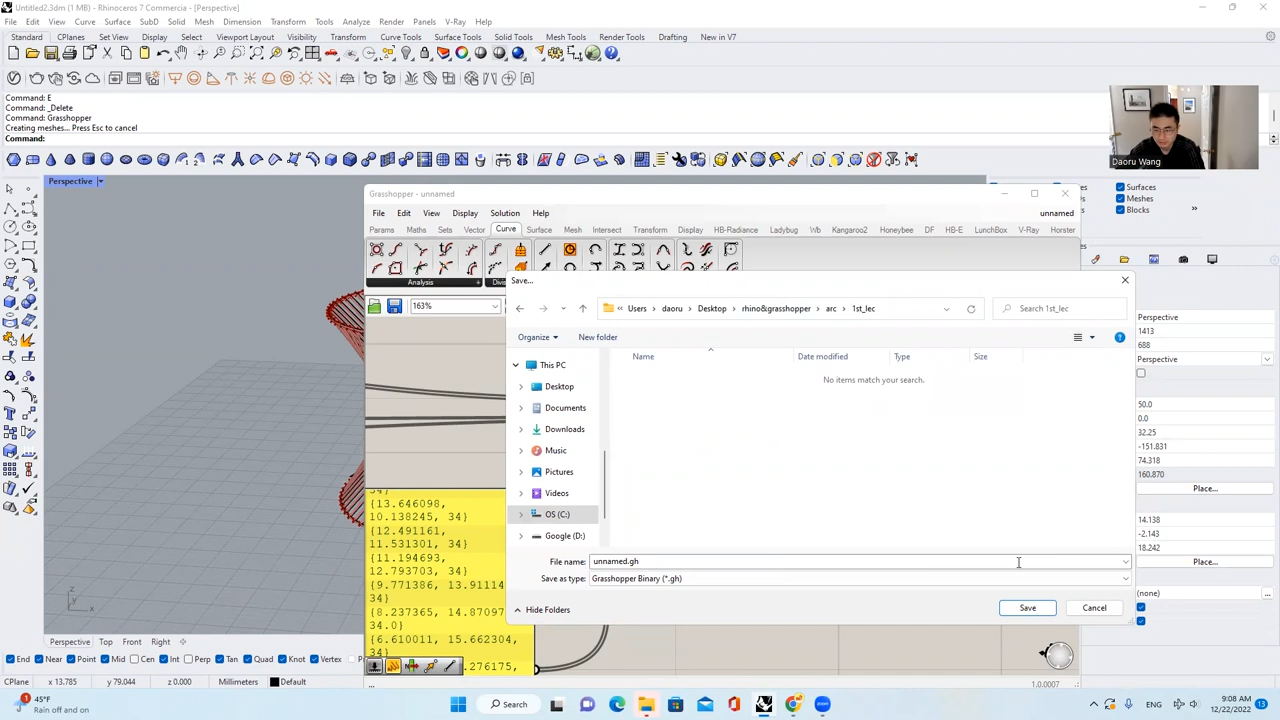 Untitled2.3dm (1 MB) - Rhinoceros 7 Commercia - [Perspective]
File Edit View Curve Surface SubD Solid Mesh Dimension Transform Tools Analyze Render Panels V-Ray Help
Standard CPlanes Set View Display Select Viewport Layout Visibility Transform Curve Tools Surface Tools Solid Tools Mesh Tools Render Tools Drafting New in V7
Command: E
Command: _Delete
Command: Grasshopper
Creating meshes... Press Esc to cancel
Command:
Daoru Wang
Perspective
Grasshopper - unnamed
Surfaces
Meshes
Blocks
File Edit View Display Solution Help unnamed
Params Maths Sets Vector Curve Surface Mesh Intersect Transform Display HB-Radiance Ladybug Wb Kangaroo2 Honeybee DF HB-E LunchBox V-Ray Horster
Analysis
163%
Save...
Users daoru Desktop rhino&grasshopper arc 1st_lec
Search 1st_lec
Organize New folder
Name Date modified Type Size
No items match your search.
This PC
Desktop
Documents
Downloads
Music
Pictures
Videos
OS (C:)
Google (D:)
File name: unnamed.gh
Save as type: Grasshopper Binary (*.gh)
Hide Folders Save Cancel
Perspective
1413
688
Perspective
50.0
0.0
32.25
-151.831
74.318
160.870
Place...
14.138
-2.143
18.242
Place...
(none)
34}
{13.646098,
10.138245, 34}
{12.491161,
11.531301, 34}
{11.194693,
12.793703, 34}
{9.771386, 13.91114
34}
{8.237365, 14.87097
34.0}
{6.610011, 15.662304,
34}
.276175,
1.0.0007
z
y
x
Perspective Top Front Right
End Near Point Mid Cen Int Perp Tan Quad Knot Vertex
CPlane x 13.785 y 79.044 z 0.000 Millimeters Default
45°F
Rain off and on
Search
9:08 AM
12/22/2022
13